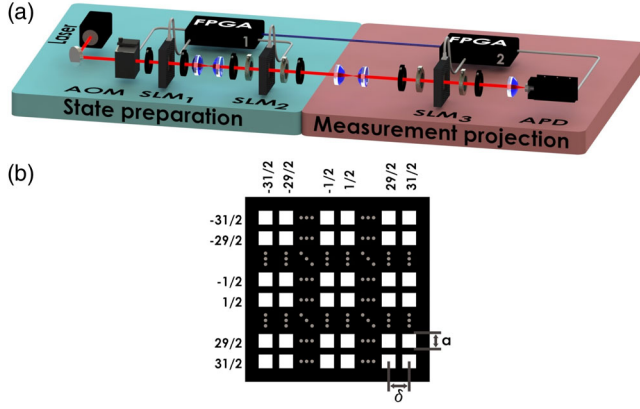 (a)
Laser
FPGA
1
FPGA
2
AOM
SLM1
SLM2
SLM3
APD
State preparation
Measurement projection
(b)
-31/2
-29/2
-1/2
1/2
29/2
31/2
-31/2
-29/2
-1/2
1/2
29/2
31/2
a
δ